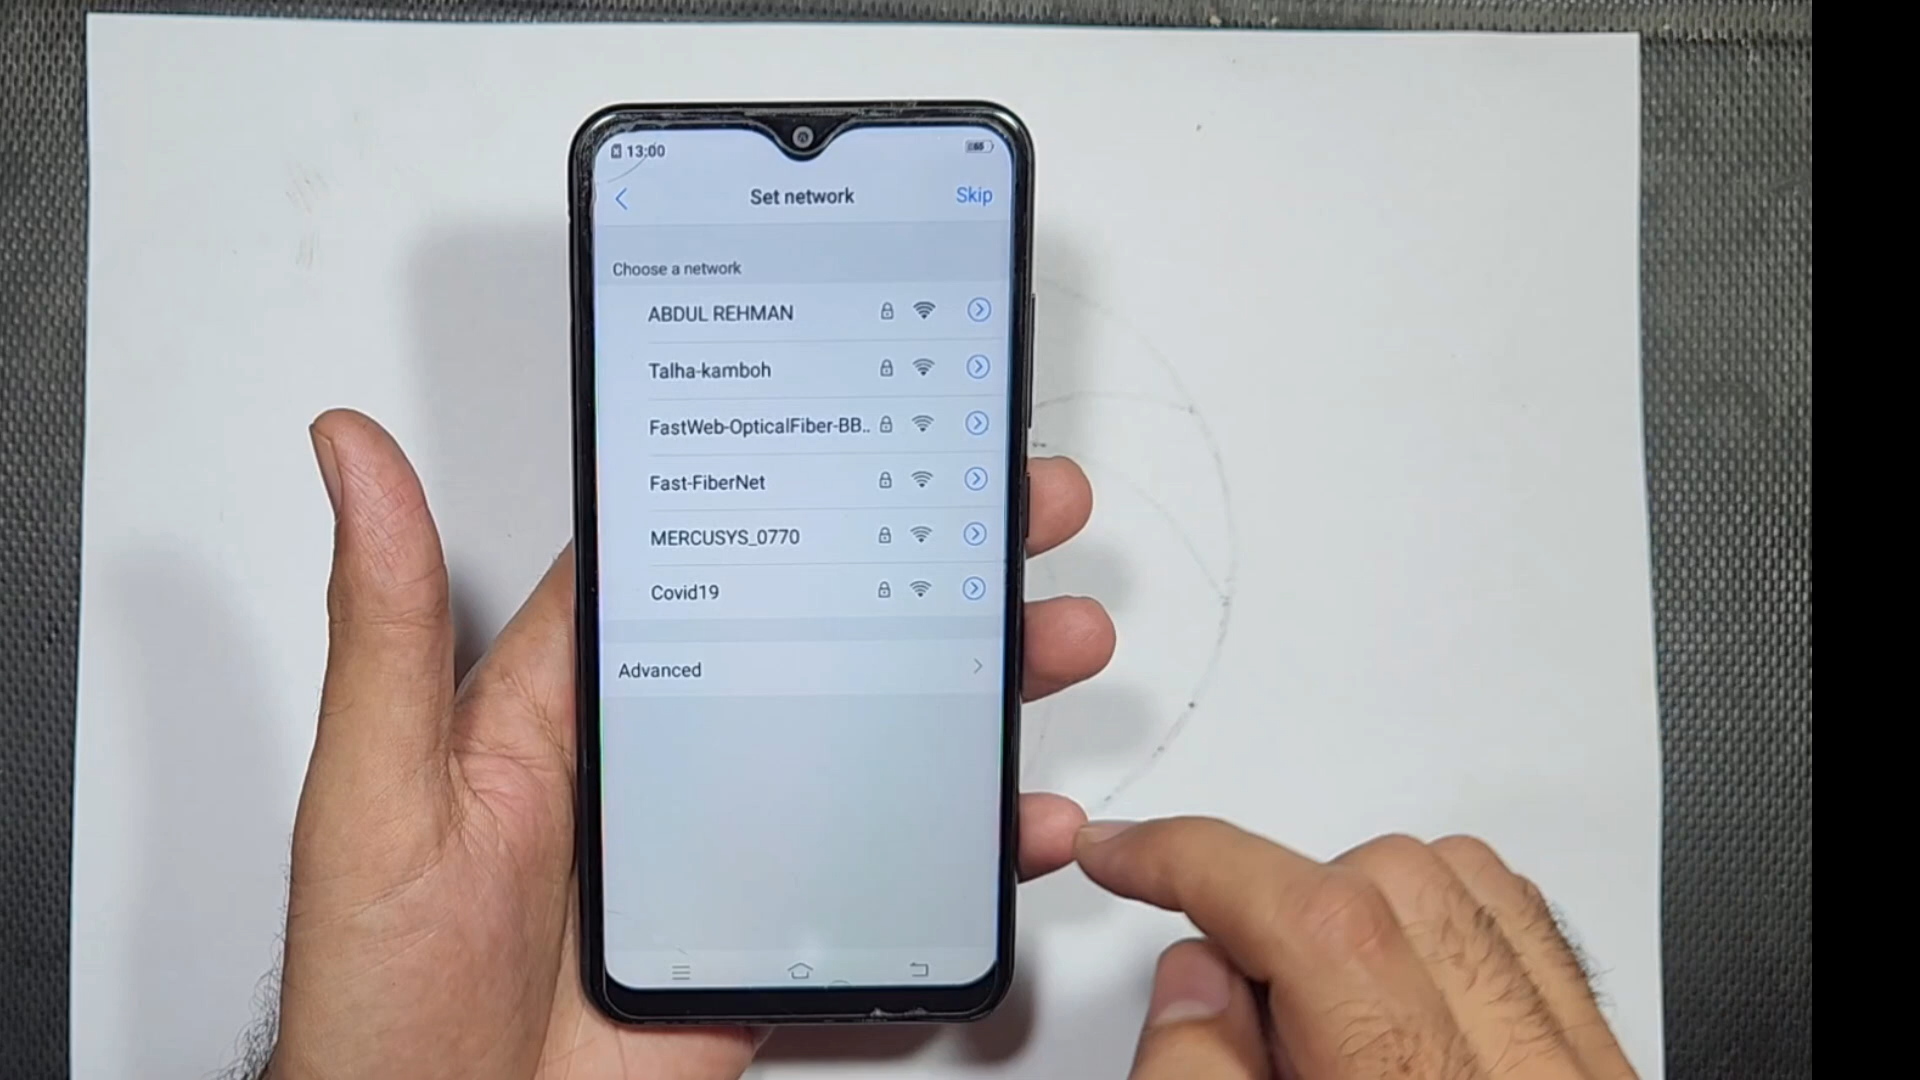 13:00
Set network Skip
Choose a network
ABDUL REHMAN
Talha-kamboh
FastWeb-OpticalFiber-BB..
Fast-FiberNet
MERCUSYS_0770
Covid19
Advanced